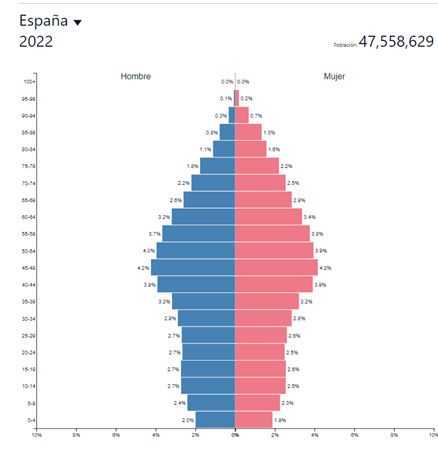 España
2022
Población: 47,558,629
Hombre Mujer
100+ 0.0% 0.0%
95-99 0.1% 0.2%
90-94 0.3% 0.7%
85-89 0.8% 1.3%
80-84 1.1% 1.6%
75-79 1.8% 2.2%
70-74 2.2% 2.5%
65-69 2.6% 2.9%
60-64 3.2% 3.4%
55-59 3.7% 3.8%
50-54 4.0% 3.9%
45-49 4.2% 4.2%
40-44 3.9% 3.9%
35-39 3.2% 3.2%
30-34 2.9% 2.8%
25-29 2.7% 2.6%
20-24 2.7% 2.5%
15-19 2.7% 2.6%
10-14 2.7% 2.5%
5-9 2.4% 2.3%
0-4 2.0% 1.9%
10% 8% 6% 4% 2% 0% 2% 4% 6% 8% 10%